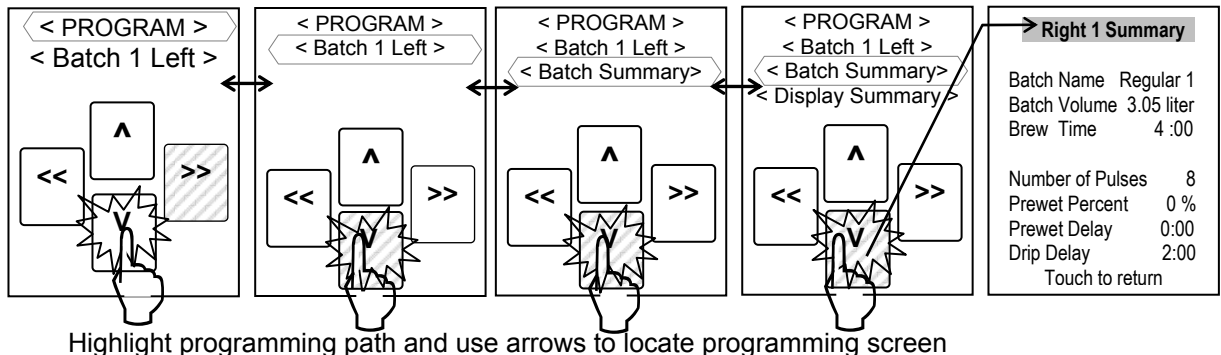 < PROGRAM >
< Batch 1 Left >
^
<<
>>
V
< PROGRAM >
< Batch 1 Left >
^
<<
>>
V
< PROGRAM >
< Batch 1 Left >
< Batch Summary>
^
<<
>>
V
< PROGRAM >
< Batch 1 Left >
< Batch Summary>
< Display Summary >
^
<<
>>
V
Right 1 Summary
Batch Name Regular 1
Batch Volume 3.05 liter
Brew Time 4 :00
Number of Pulses 8
Prewet Percent 0 %
Prewet Delay 0:00
Drip Delay 2:00
Touch to return
Highlight programming path and use arrows to locate programming screen